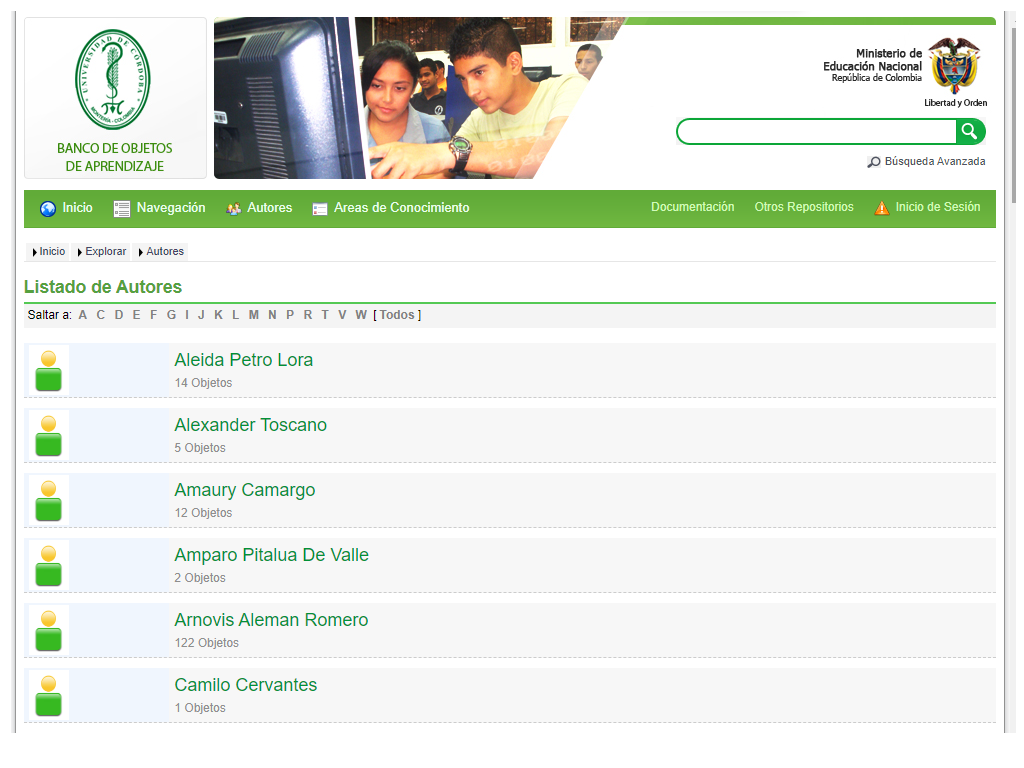 UNIVERSIDAD DE CÓRDOBA
MONTERÍA - COLOMBIA
BANCO DE OBJETOS
DE APRENDIZAJE
Ministerio de
Educación Nacional
República de Colombia
Libertad y Orden
Búsqueda Avanzada
Inicio Navegación Autores Areas de Conocimiento Documentación Otros Repositorios Inicio de Sesión
Inicio Explorar Autores
Listado de Autores
Saltar a: A C D E F G I J K L M N P R T V W [ Todos ]
Aleida Petro Lora
14 Objetos
Alexander Toscano
5 Objetos
Amaury Camargo
12 Objetos
Amparo Pitalua De Valle
2 Objetos
Arnovis Aleman Romero
122 Objetos
Camilo Cervantes
1 Objetos